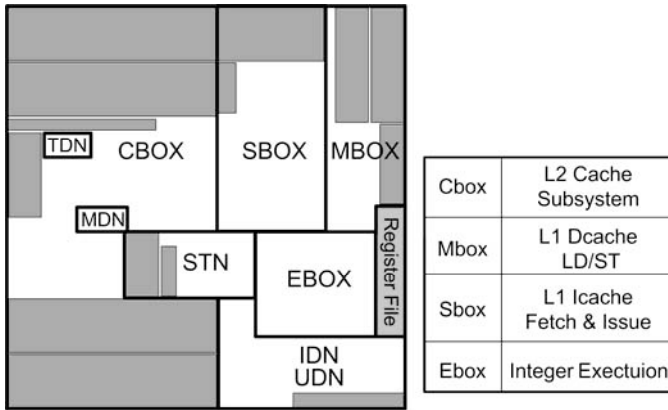 TDN
CBOX
SBOX
MBOX
MDN
STN
EBOX
Register File
IDN
UDN
Cbox
L2 Cache
Subsystem
Mbox
L1 Dcache
LD/ST
Sbox
L1 Icache
Fetch & Issue
Ebox
Integer Exectuion